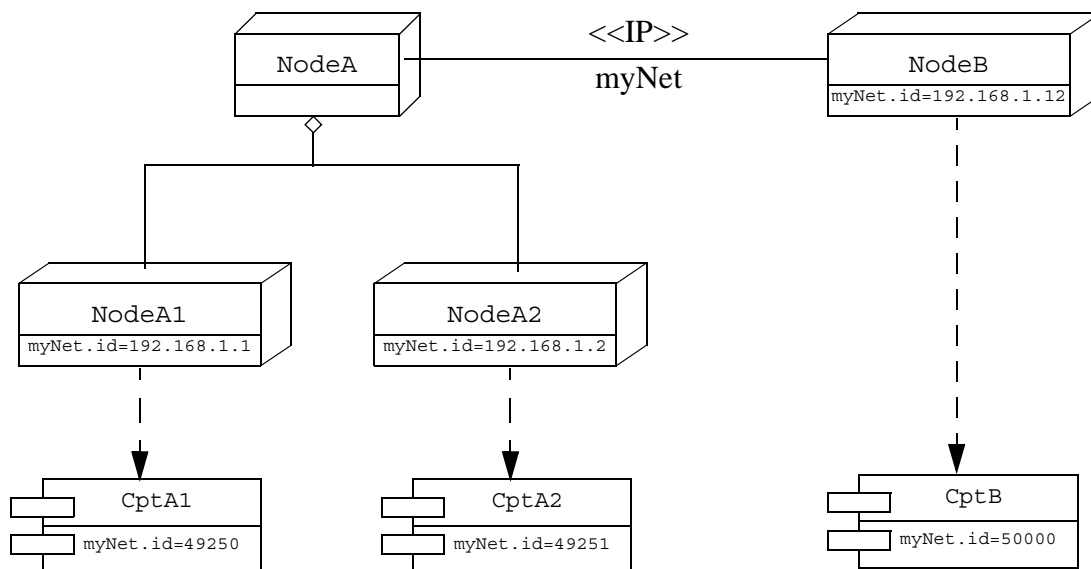 <<IP>>
myNet
NodeA
NodeB
myNet.id=192.168.1.12
NodeA1
myNet.id=192.168.1.1
NodeA2
myNet.id=192.168.1.2
CptA1
myNet.id=49250
CptA2
myNet.id=49251
CptB
myNet.id=50000